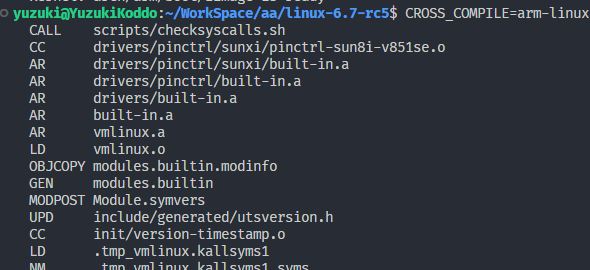 yuzuki@YuzukiKoddo:~/WorkSpace/aa/linux-6.7-rc5$ CROSS_COMPILE=arm-linux
CALL scripts/checksyscalls.sh
CC drivers/pinctrl/sunxi/pinctrl-sun8i-v851se.o
AR drivers/pinctrl/sunxi/built-in.a
AR drivers/pinctrl/built-in.a
AR drivers/built-in.a
AR built-in.a
AR vmlinux.a
LD vmlinux.o
OBJCOPY modules.builtin.modinfo
GEN modules.builtin
MODPOST Module.symvers
UPD include/generated/utsversion.h
CC init/version-timestamp.o
LD .tmp_vmlinux.kallsyms1
NM .tmp_vmlinux.kallsyms1.syms